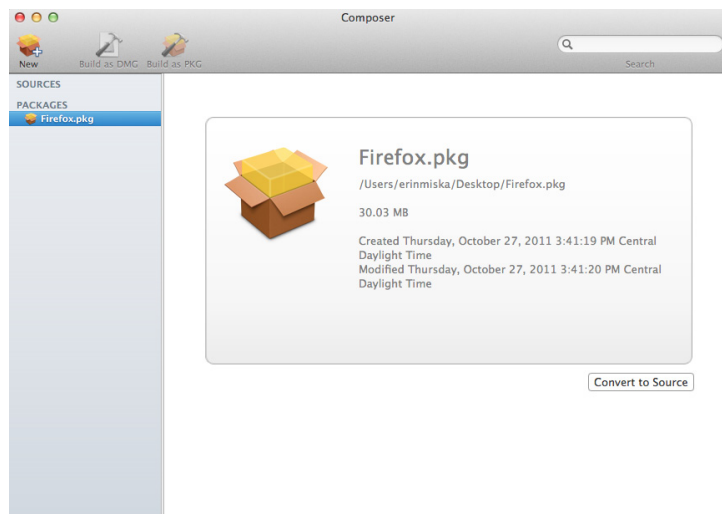 Composer
New
Build as DMG
Build as PKG
Search
SOURCES
PACKAGES
Firefox.pkg
Firefox.pkg
/Users/erinmiska/Desktop/Firefox.pkg
30.03 MB
Created Thursday, October 27, 2011 3:41:19 PM Central
Daylight Time
Modified Thursday, October 27, 2011 3:41:20 PM Central
Daylight Time
Convert to Source